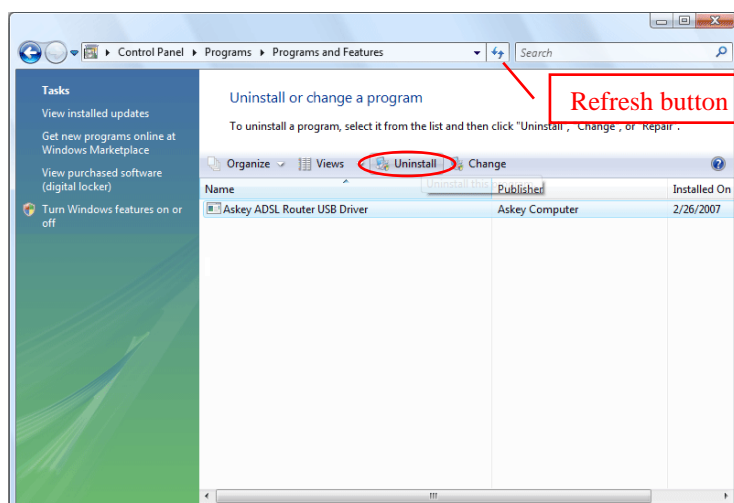 Control Panel Programs Programs and Features
Search
Refresh button
Tasks
View installed updates
Get new programs online at
Windows Marketplace
View purchased software
(digital locker)
Turn Windows features on or
off
Uninstall or change a program
To uninstall a program, select it from the list and then click "Uninstall", "Change", or "Repair".
Organize Views Uninstall Change
Uninstall this
Name Publisher Installed On
Askey ADSL Router USB Driver Askey Computer 2/26/2007